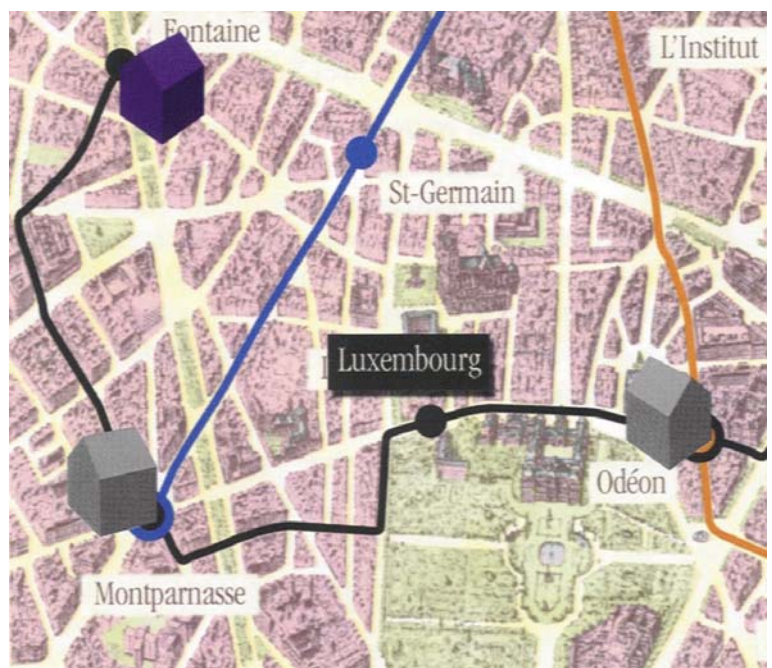 Fontaine
L'Institut
St-Germain
Luxembourg
Odéon
Montparnasse